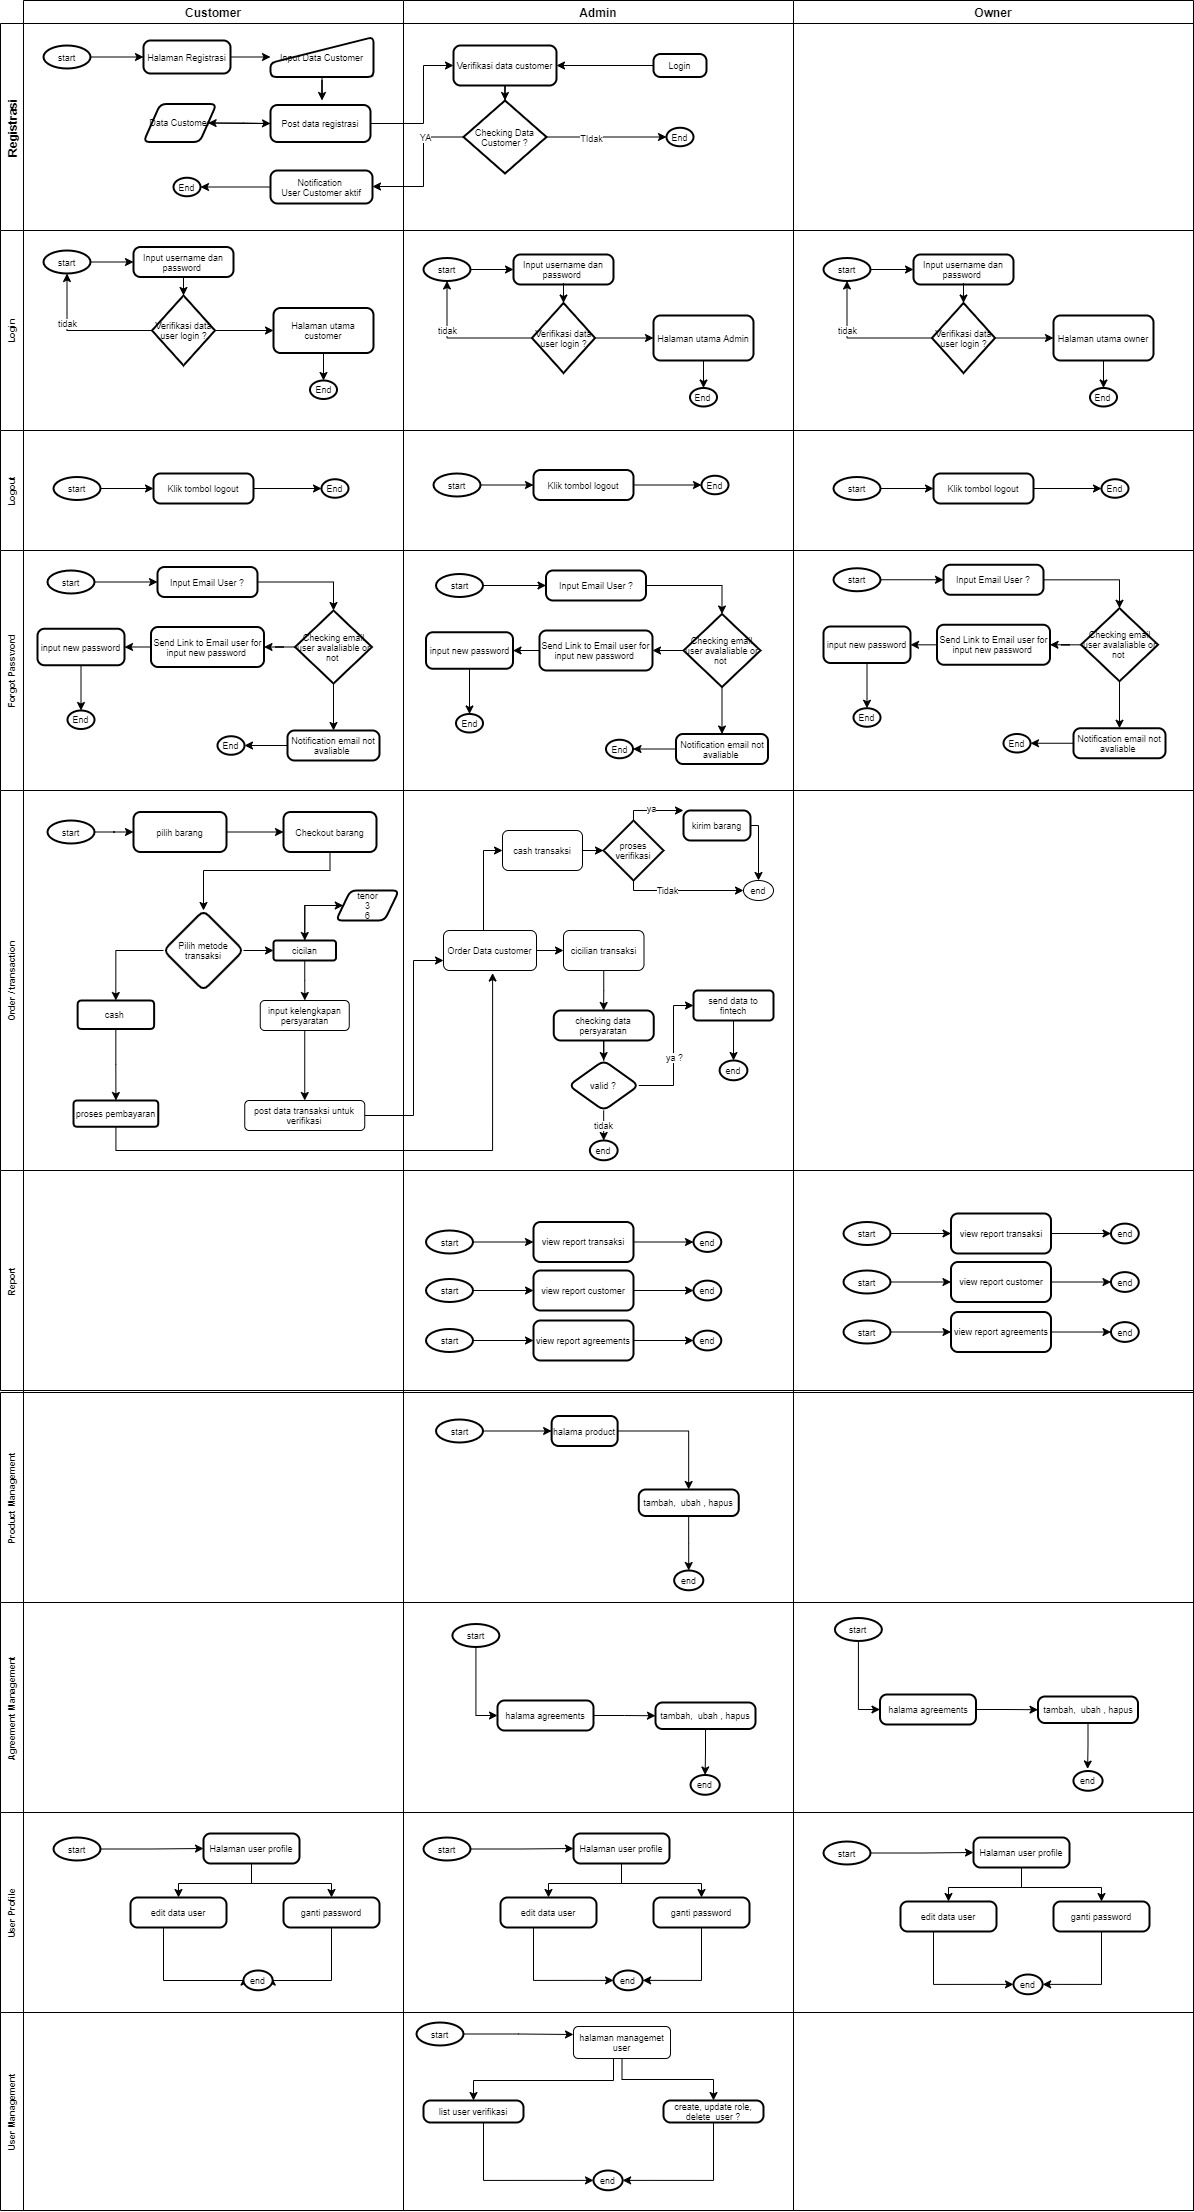 Customer
Admin
Owner
Registrasi
start
Halaman Registrasi
Input Data Customer
Data Customer
Post data registrasi
End
Notification
User Customer aktif
Verifikasi data customer
Login
YA
Checking Data
Customer ?
TIdak
End
Login
start
Input username dan
password
tidak
Verifikasi data
user login ?
Halaman utama
customer
End
start
Input username dan
password
tidak
Verifikasi data
user login ?
Halaman utama Admin
End
start
Input username dan
password
tidak
Verifikasi data
user login ?
Halaman utama owner
End
Logout
start
Klik tombol logout
End
start
Klik tombol logout
End
start
Klik tombol logout
End
Forgot Password
start
Input Email User ?
input new password
Send Link to Email user for
input new password
Checking email
user avalaliable or
not
End
End
Notification email not
avaliable
start
Input Email User ?
input new password
Send Link to Email user for
input new password
Checking email
user avalaliable or
not
End
End
Notification email not
avaliable
start
Input Email User ?
input new password
Send Link to Email user for
input new password
Checking email
user avalaliable or
not
End
End
Notification email not
avaliable
Order / transaction
start
pilih barang
Checkout barang
tenor
3
6
Pilih metode
transaksi
cicilan
cash
input kelengkapan
persyaratan
proses pembayaran
post data transaksi untuk
verifikasi
ya
kirim barang
cash transaksi
proses
verifikasi
Tidak
end
Order Data customer
cicilian transaksi
checking data
persyaratan
send data to
fintech
ya ?
end
valid ?
tidak
end
Report
start
view report transaksi
end
start
view report customer
end
start
view report agreements
end
start
view report transaksi
end
start
view report customer
end
start
view report agreements
end
Product Management
start
halama product
tambah, ubah , hapus
end
Agreement Management
start
halama agreements
tambah, ubah , hapus
end
start
halama agreements
tambah, ubah , hapus
end
User Profile
start
Halaman user profile
edit data user
ganti password
end
start
Halaman user profile
edit data user
ganti password
end
start
Halaman user profile
edit data user
ganti password
end
User Management
start
halaman managemet
user
list user verifikasi
create, update role,
delete user ?
end